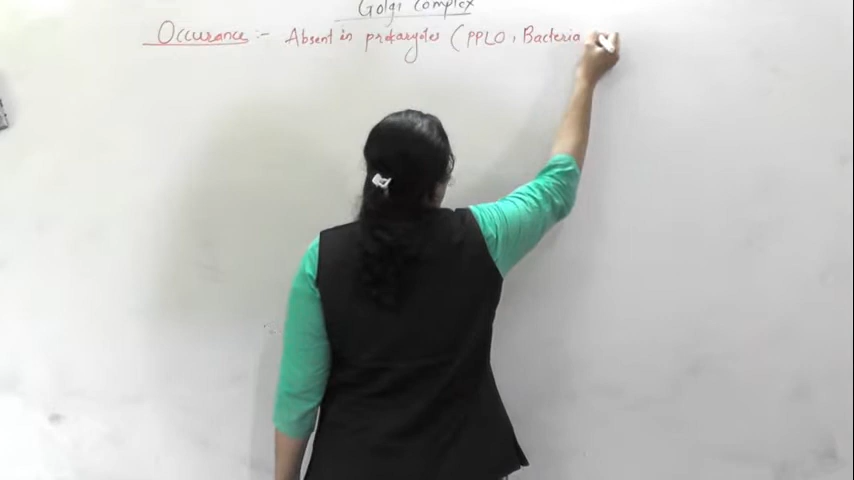 Golgi Complex
Occurance :- Absent in prokaryotes (PPLO, Bacteria